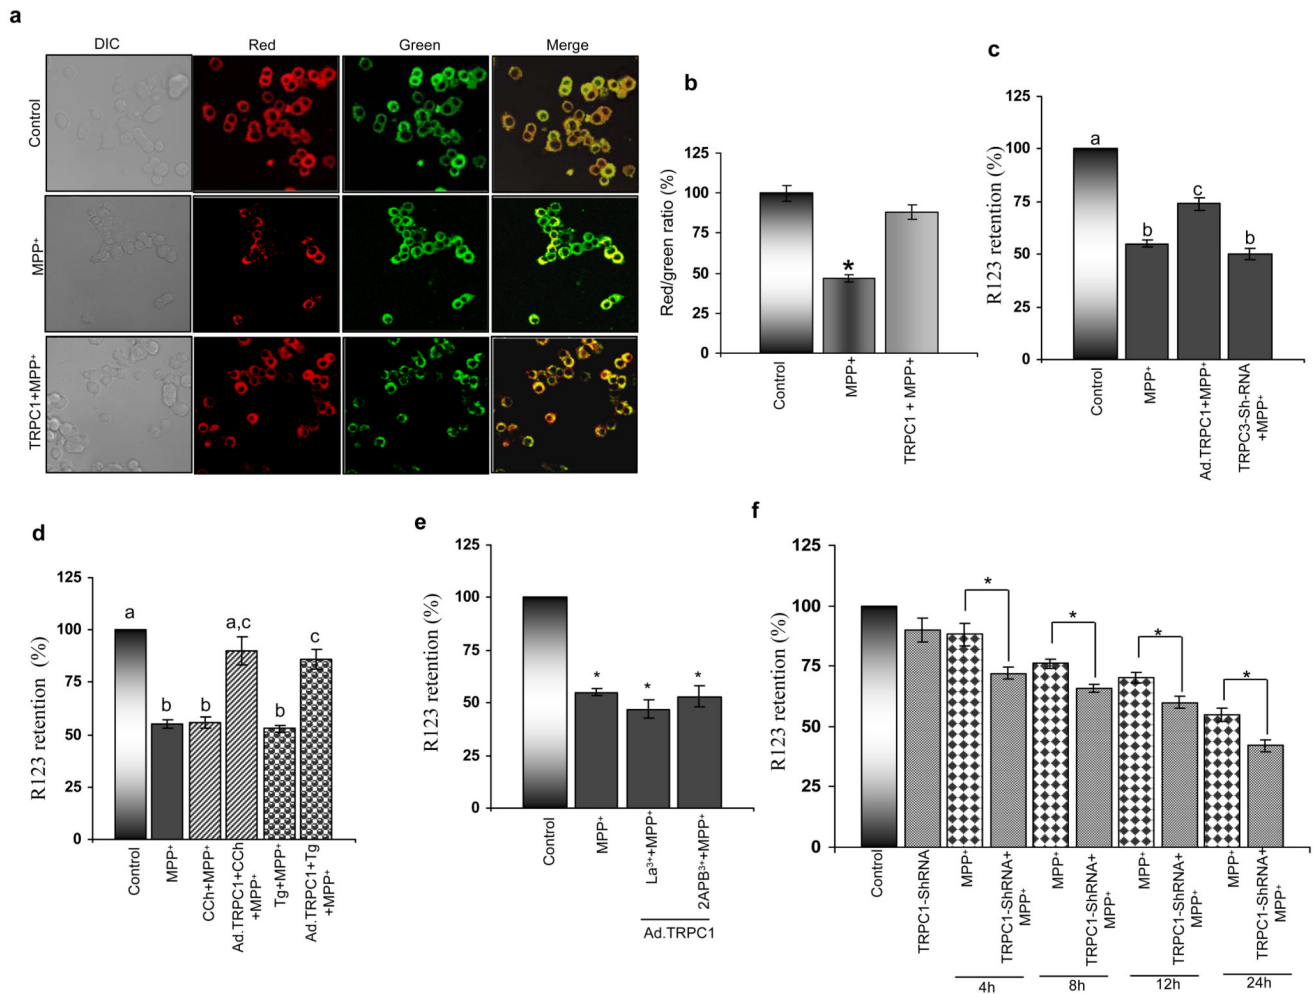 a
DIC
Red
Green
Merge
Control
MPP⁺
TRPC1+MPP⁺
b
Red/green ratio (%)
125
100
75
50
25
0
*
Control
MPP+
TRPC1 + MPP+
c
R123 retention (%)
125
100
75
50
25
0
a
b
c
b
Control
MPP⁺
Ad.TRPC1+MPP⁺
TRPC3-Sh-RNA
+MPP⁺
d
R123 retention (%)
125
100
75
50
25
0
a
b
b
a,c
b
c
Control
MPP⁺
CCh+MPP⁺
Ad.TRPC1+CCh
+MPP⁺
Tg+MPP⁺
Ad.TRPC1+Tg
+MPP⁺
e
R123 retention (%)
125
100
75
50
25
0
*
*
*
Control
MPP⁺
La³⁺+MPP⁺
2APB³⁺+MPP⁺
Ad.TRPC1
f
R123 retention (%)
125
100
75
50
25
0
*
*
*
*
Control
TRPC1-ShRNA
MPP⁺
TRPC1-ShRNA+
MPP⁺
MPP⁺
TRPC1-ShRNA+
MPP⁺
MPP⁺
TRPC1-ShRNA+
MPP⁺
MPP⁺
TRPC1-ShRNA+
MPP⁺
4h
8h
12h
24h